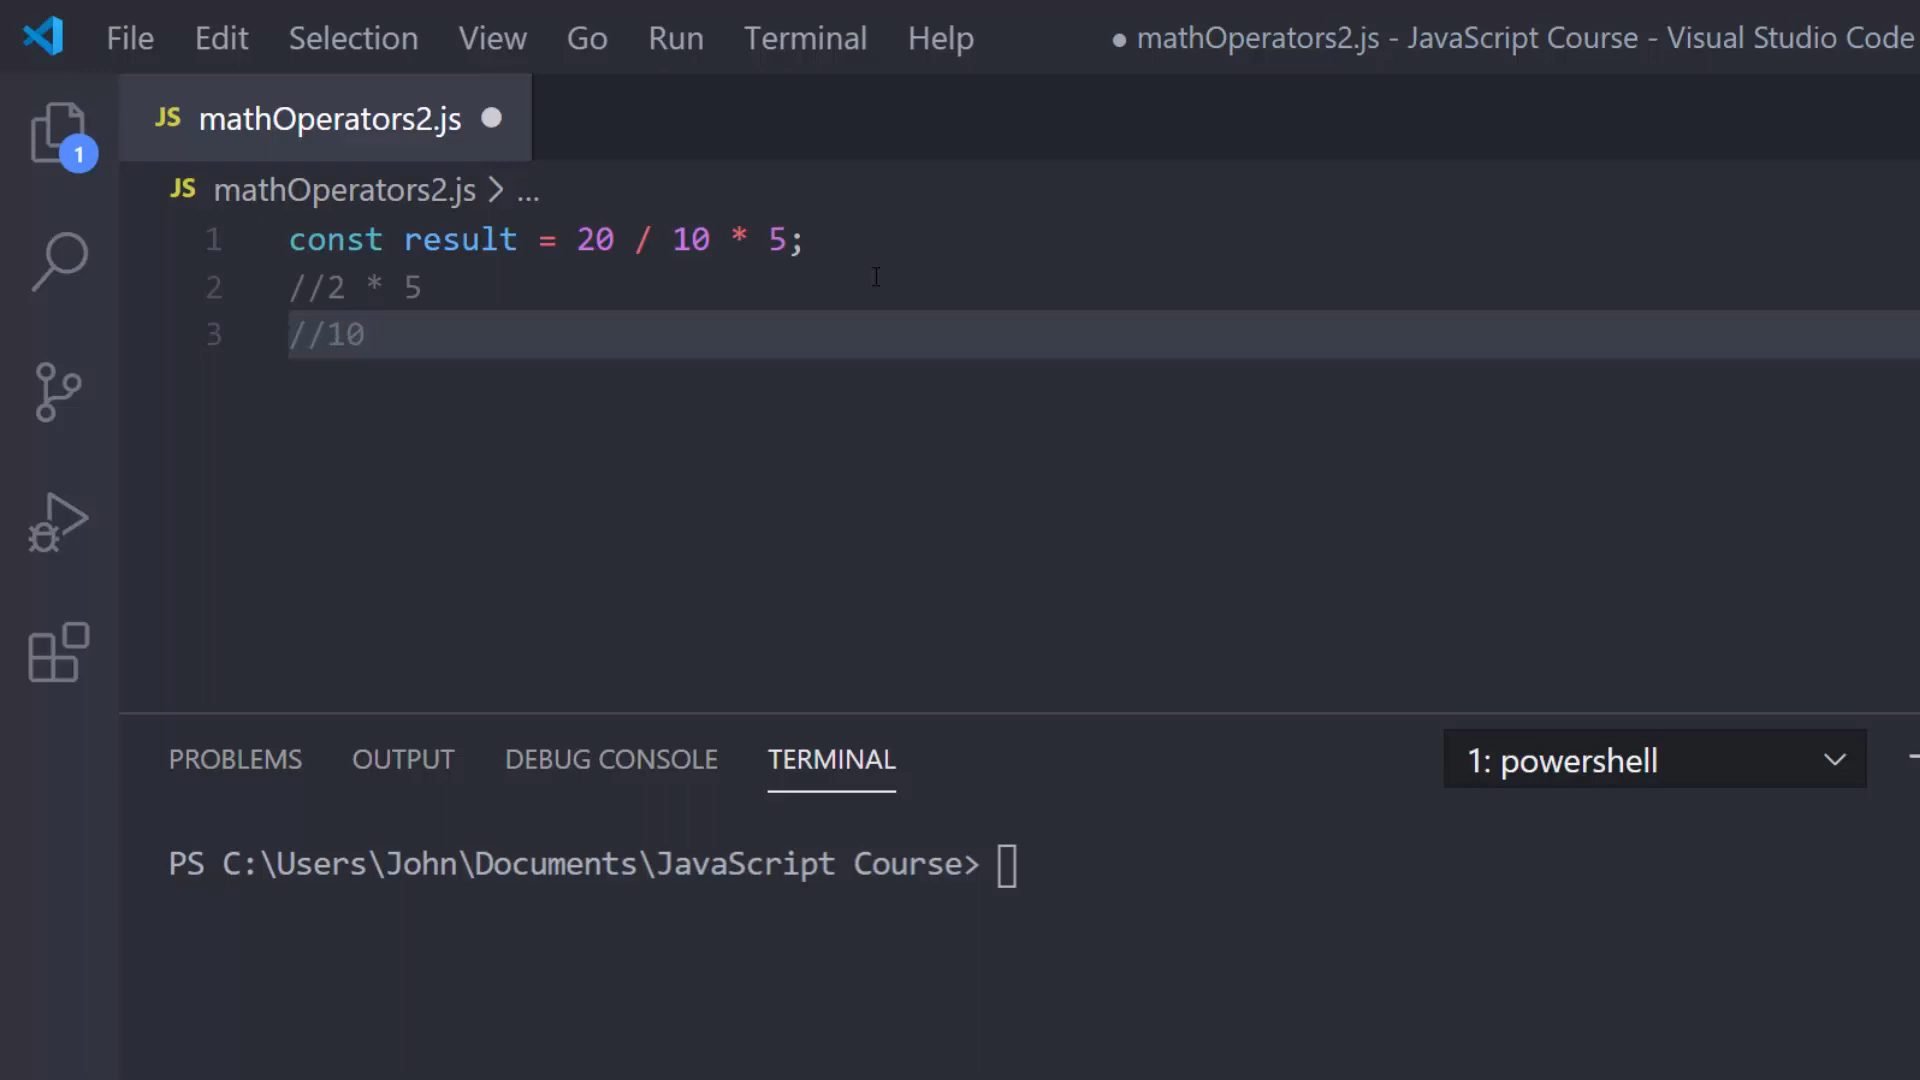 File Edit Selection View Go Run Terminal Help ● mathOperators2.js - JavaScript Course - Visual Studio Code
JS mathOperators2.js ●
1
JS mathOperators2.js > ...
1 const result = 20 / 10 * 5;
2 //2 * 5
3 //10
PROBLEMS OUTPUT DEBUG CONSOLE TERMINAL 1: powershell
PS C:\Users\John\Documents\JavaScript Course>